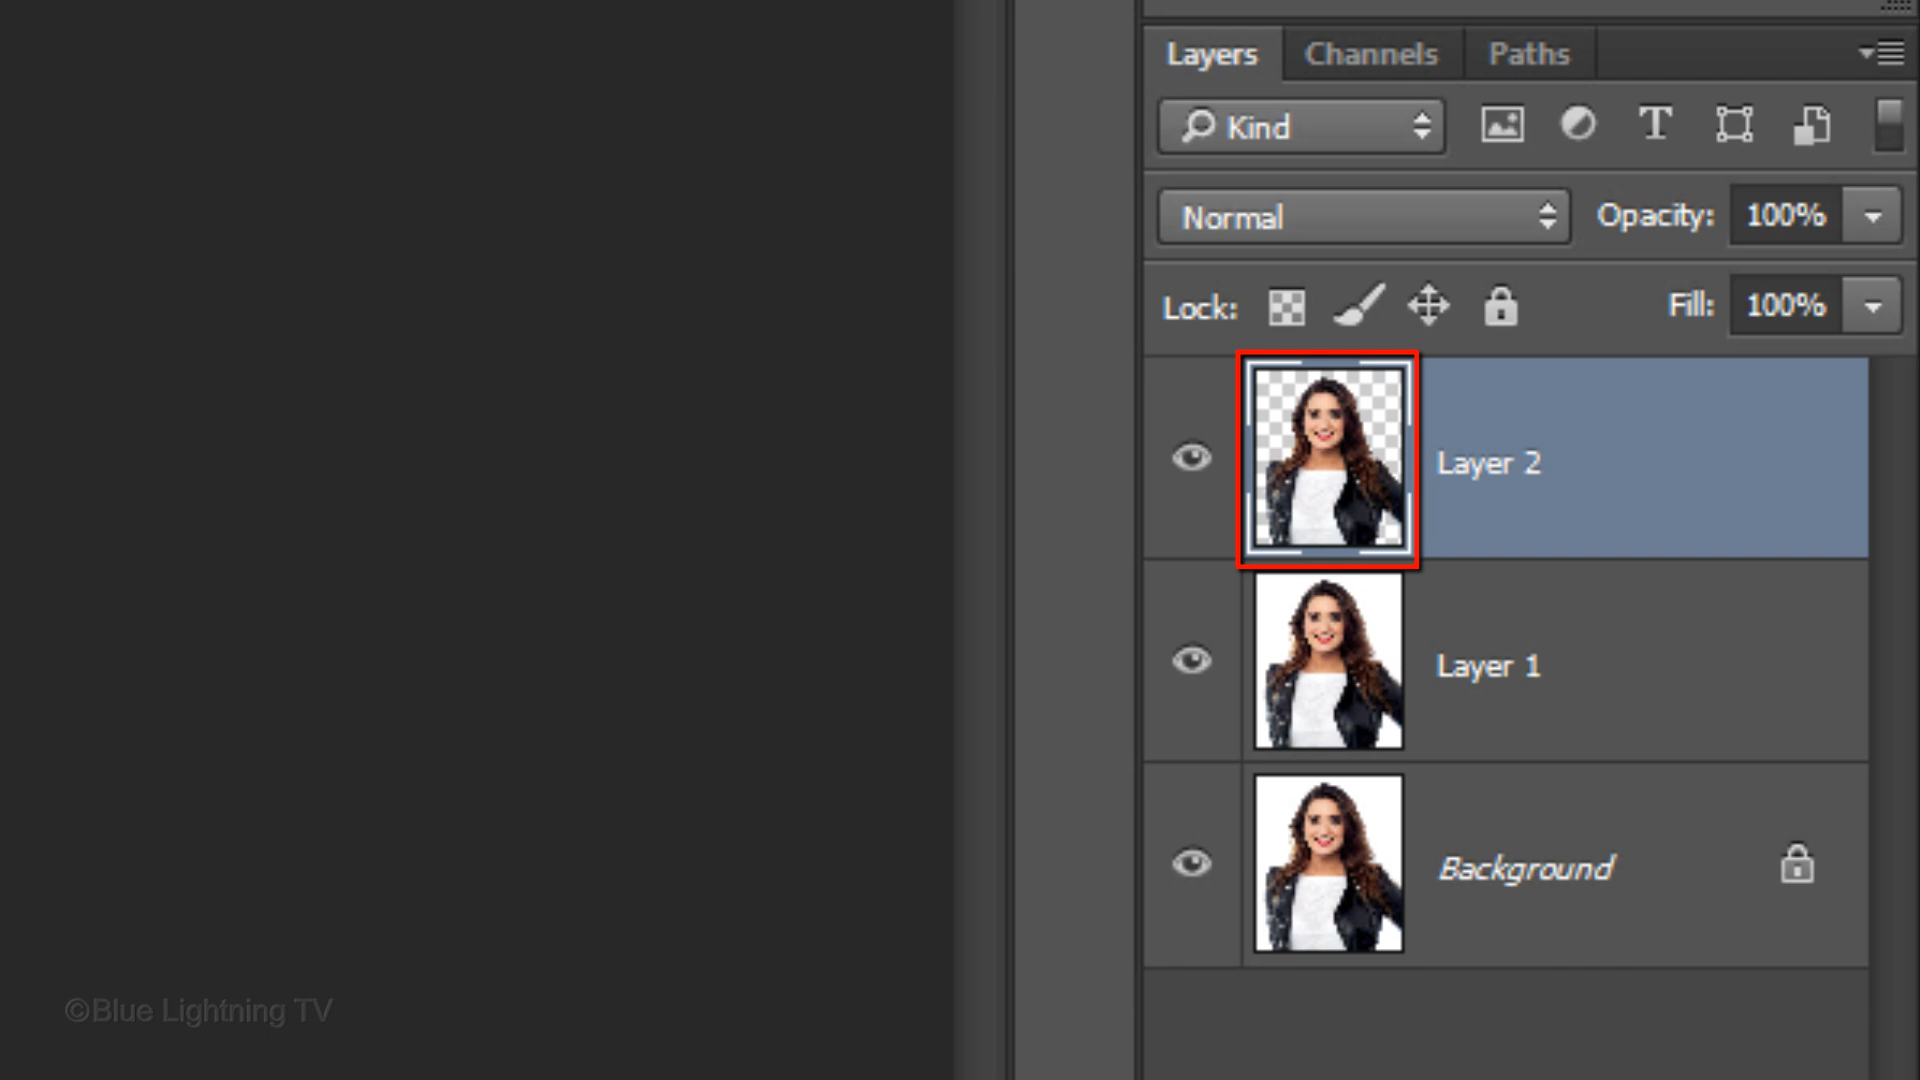 Layers Channels Paths
Kind T
Normal Opacity: 100%
Lock: Fill: 100%
Layer 2
Layer 1
Background
©Blue Lightning TV